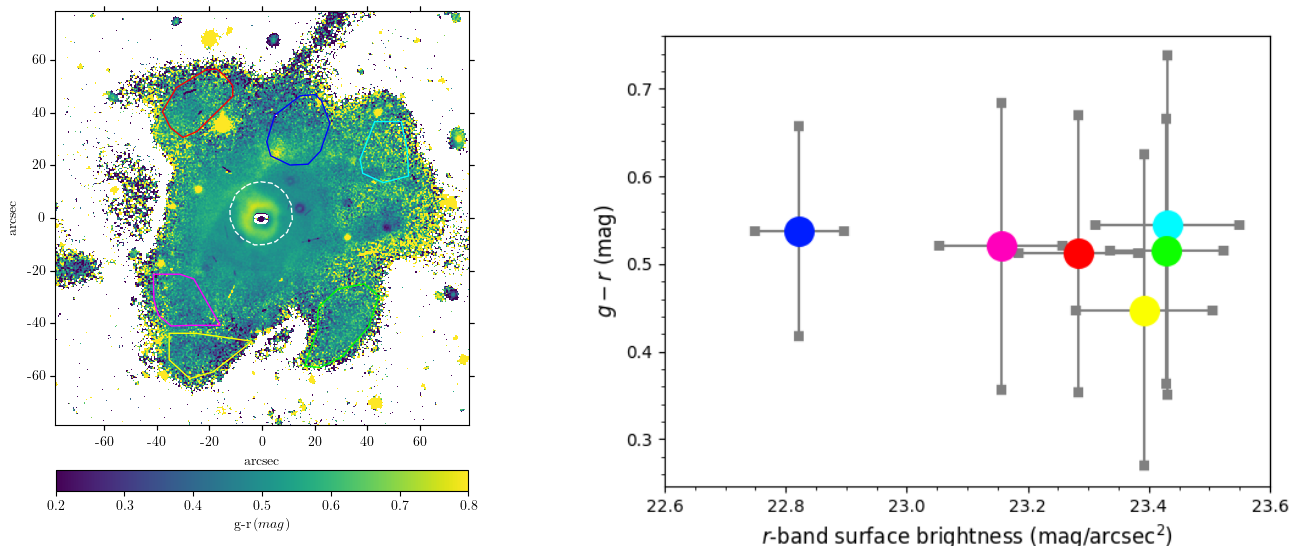 60
40
20
0
-20
-40
-60
arcsec
-60 -40 -20 0 20 40 60
arcsec
0.2 0.3 0.4 0.5 0.6 0.7 0.8
g-r (mag)
0.7
0.6
0.5
0.4
0.3
g − r (mag)
22.6 22.8 23.0 23.2 23.4 23.6
r-band surface brightness (mag/arcsec²)